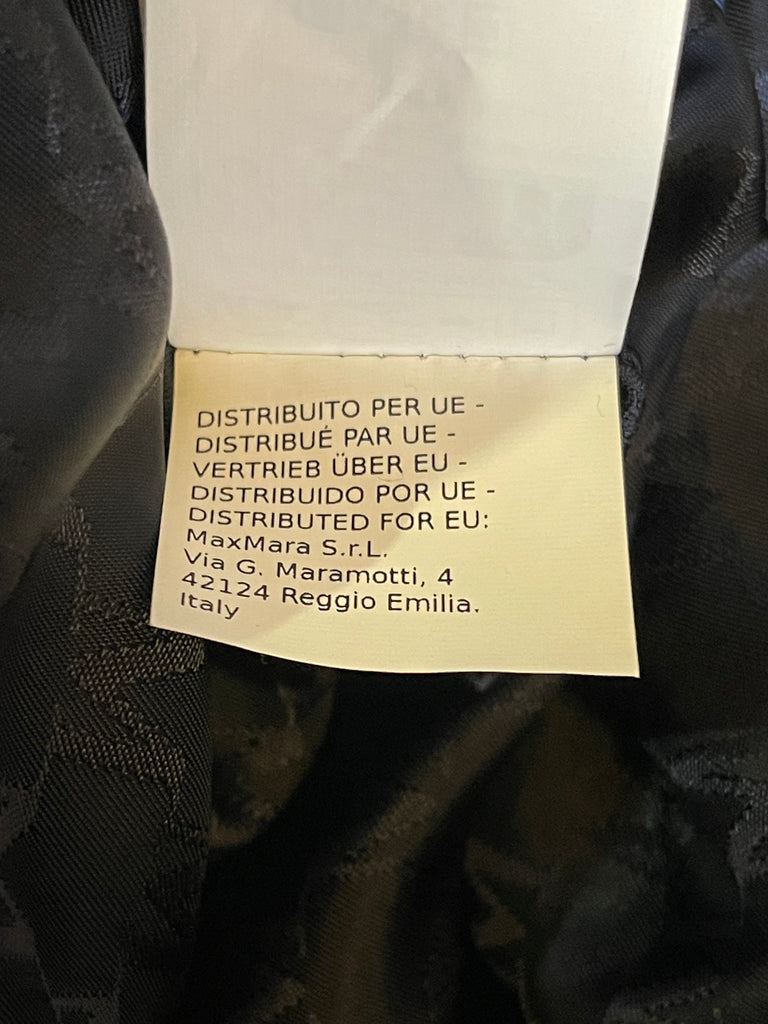 DISTRIBUITO PER UE -
DISTRIBUÉ PAR UE -
VERTRIEB ÜBER EU -
DISTRIBUIDO POR UE -
DISTRIBUTED FOR EU:
MaxMara S.r.L.
Via G. Maramotti, 4
42124 Reggio Emilia.
Italy